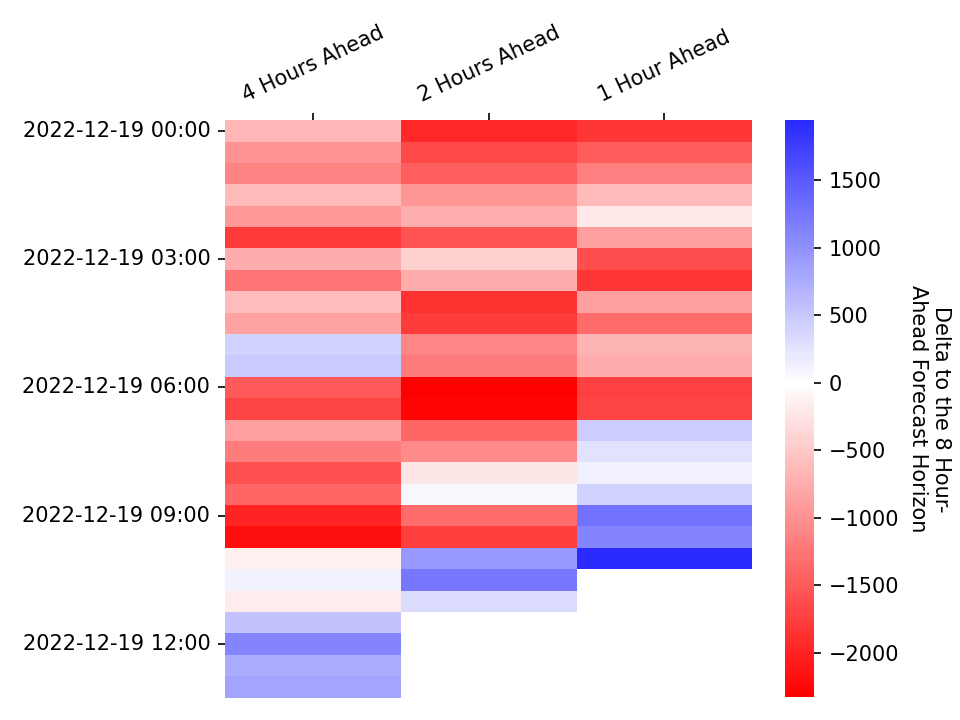 4 Hours Ahead
2 Hours Ahead
1 Hour Ahead
2022-12-19 00:00
2022-12-19 03:00
2022-12-19 06:00
2022-12-19 09:00
2022-12-19 12:00
1500
1000
500
0
−500
−1000
−1500
−2000
Delta to the 8 Hour-
Ahead Forecast Horizon